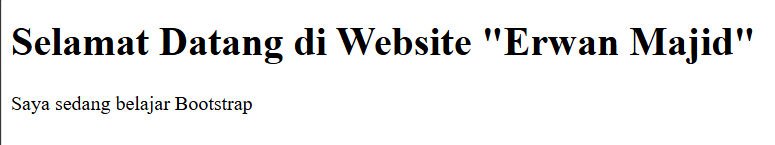 Selamat Datang di Website "Erwan Majid"
Saya sedang belajar Bootstrap